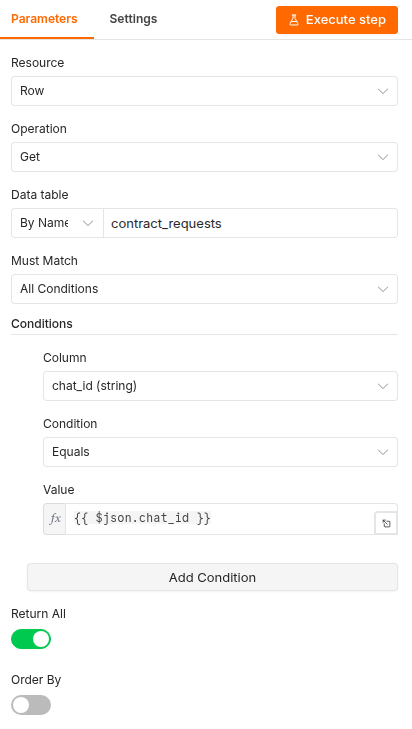 Parameters Settings Execute step
Resource
Row
Operation
Get
Data table
By Name contract_requests
Must Match
All Conditions
Conditions
Column
chat_id (string)
Condition
Equals
Value
fx {{ $json.chat_id }}
Add Condition
Return All
Order By